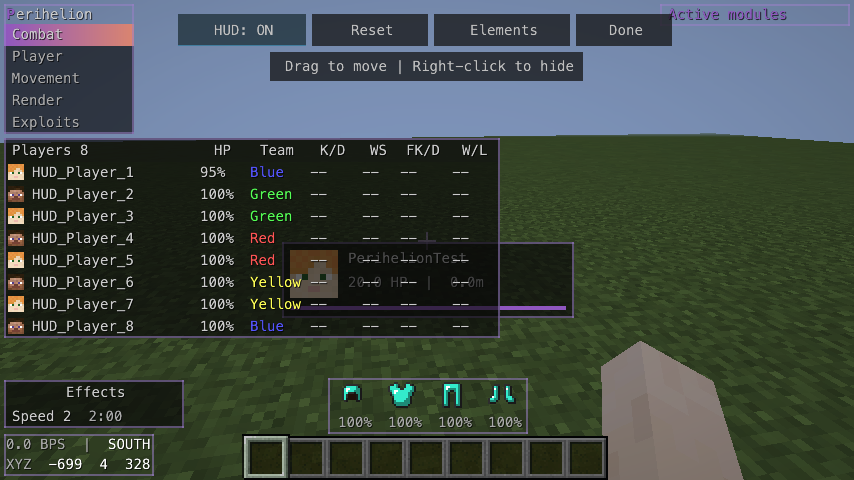 Perihelion
Combat
Player
Movement
Render
Exploits
HUD: ON
Reset
Elements
Done
Drag to move | Right-click to hide
Active modules
Players 8 HP Team K/D WS FK/D W/L
HUD_Player_1 95% Blue —— —— —— ——
HUD_Player_2 100% Green —— —— —— ——
HUD_Player_3 100% Green —— —— —— ——
HUD_Player_4 100% Red —— —— —— ——
HUD_Player_5 100% Red —— —— —— ——
HUD_Player_6 100% Yellow —— —— —— ——
HUD_Player_7 100% Yellow —— —— —— ——
HUD_Player_8 100% Blue —— —— —— ——
PerihelionTest
20.0 HP | 0.0m
Effects
Speed 2 2:00
100% 100% 100% 100%
0.0 BPS | SOUTH
XYZ −699 4 328